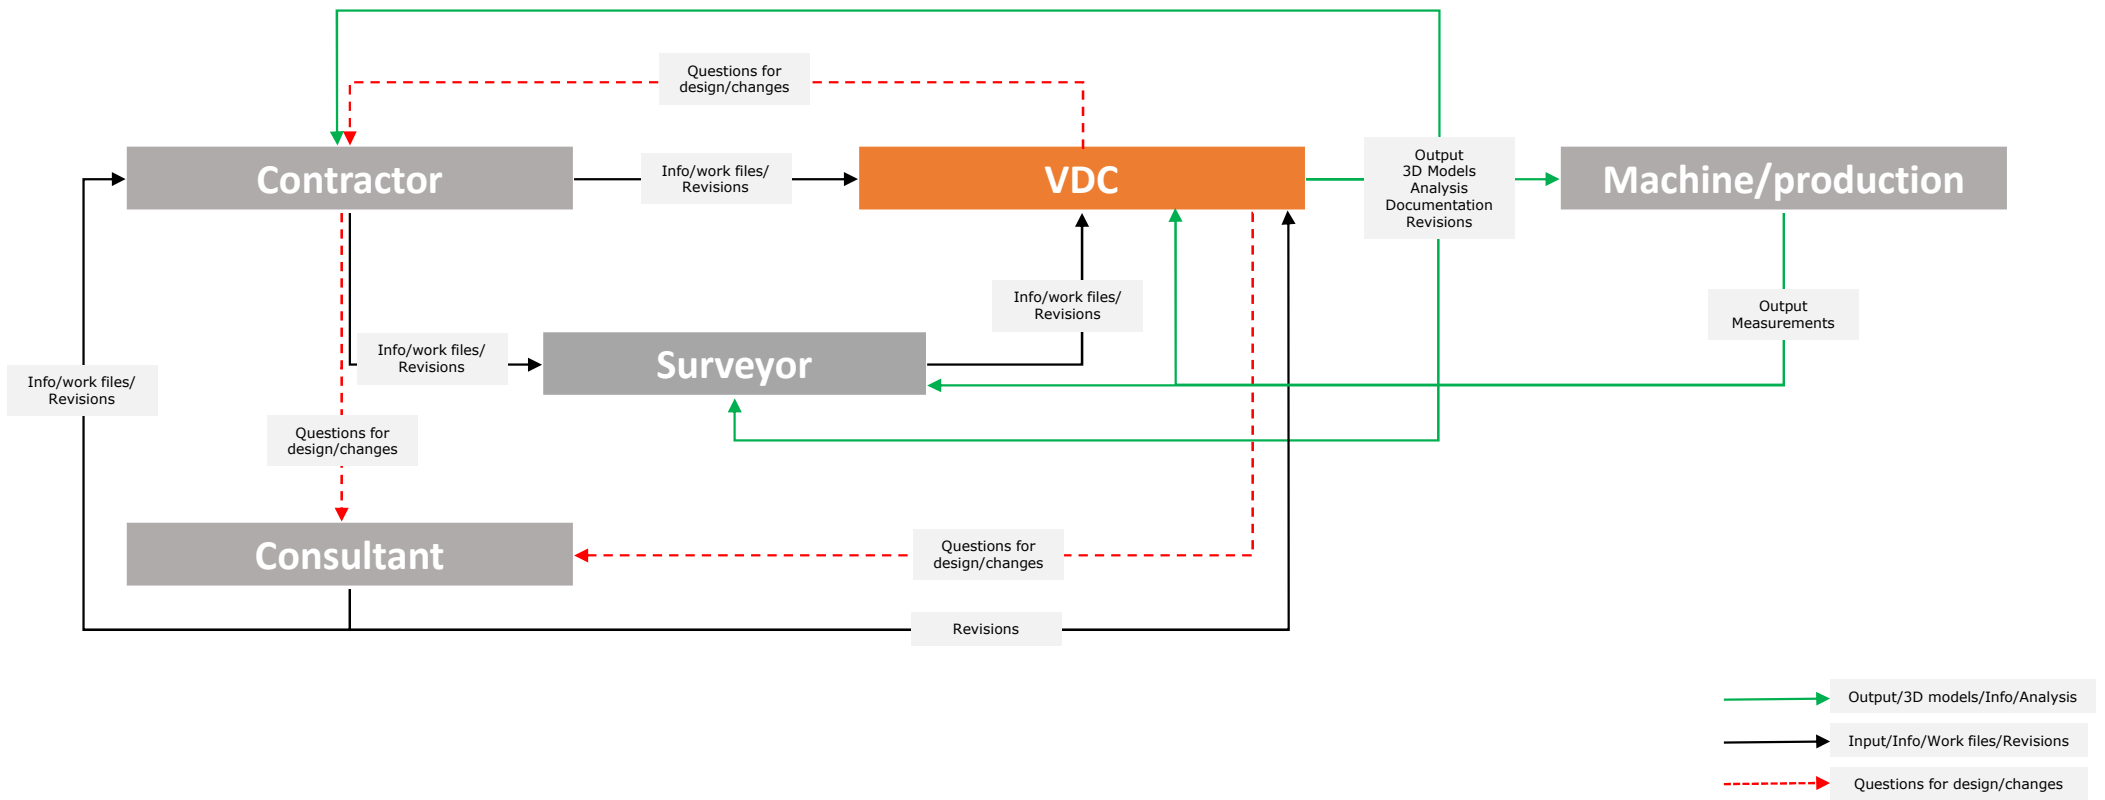 Questions for
design/changes
Contractor
Info/work files/
Revisions
VDC
Output
3D Models
Analysis
Documentation
Revisions
Machine/production
Info/work files/
Revisions
Output
Measurements
Info/work files/
Revisions
Surveyor
Info/work files/
Revisions
Questions for
design/changes
Consultant
Questions for
design/changes
Revisions
Output/3D models/Info/Analysis
Input/Info/Work files/Revisions
Questions for design/changes